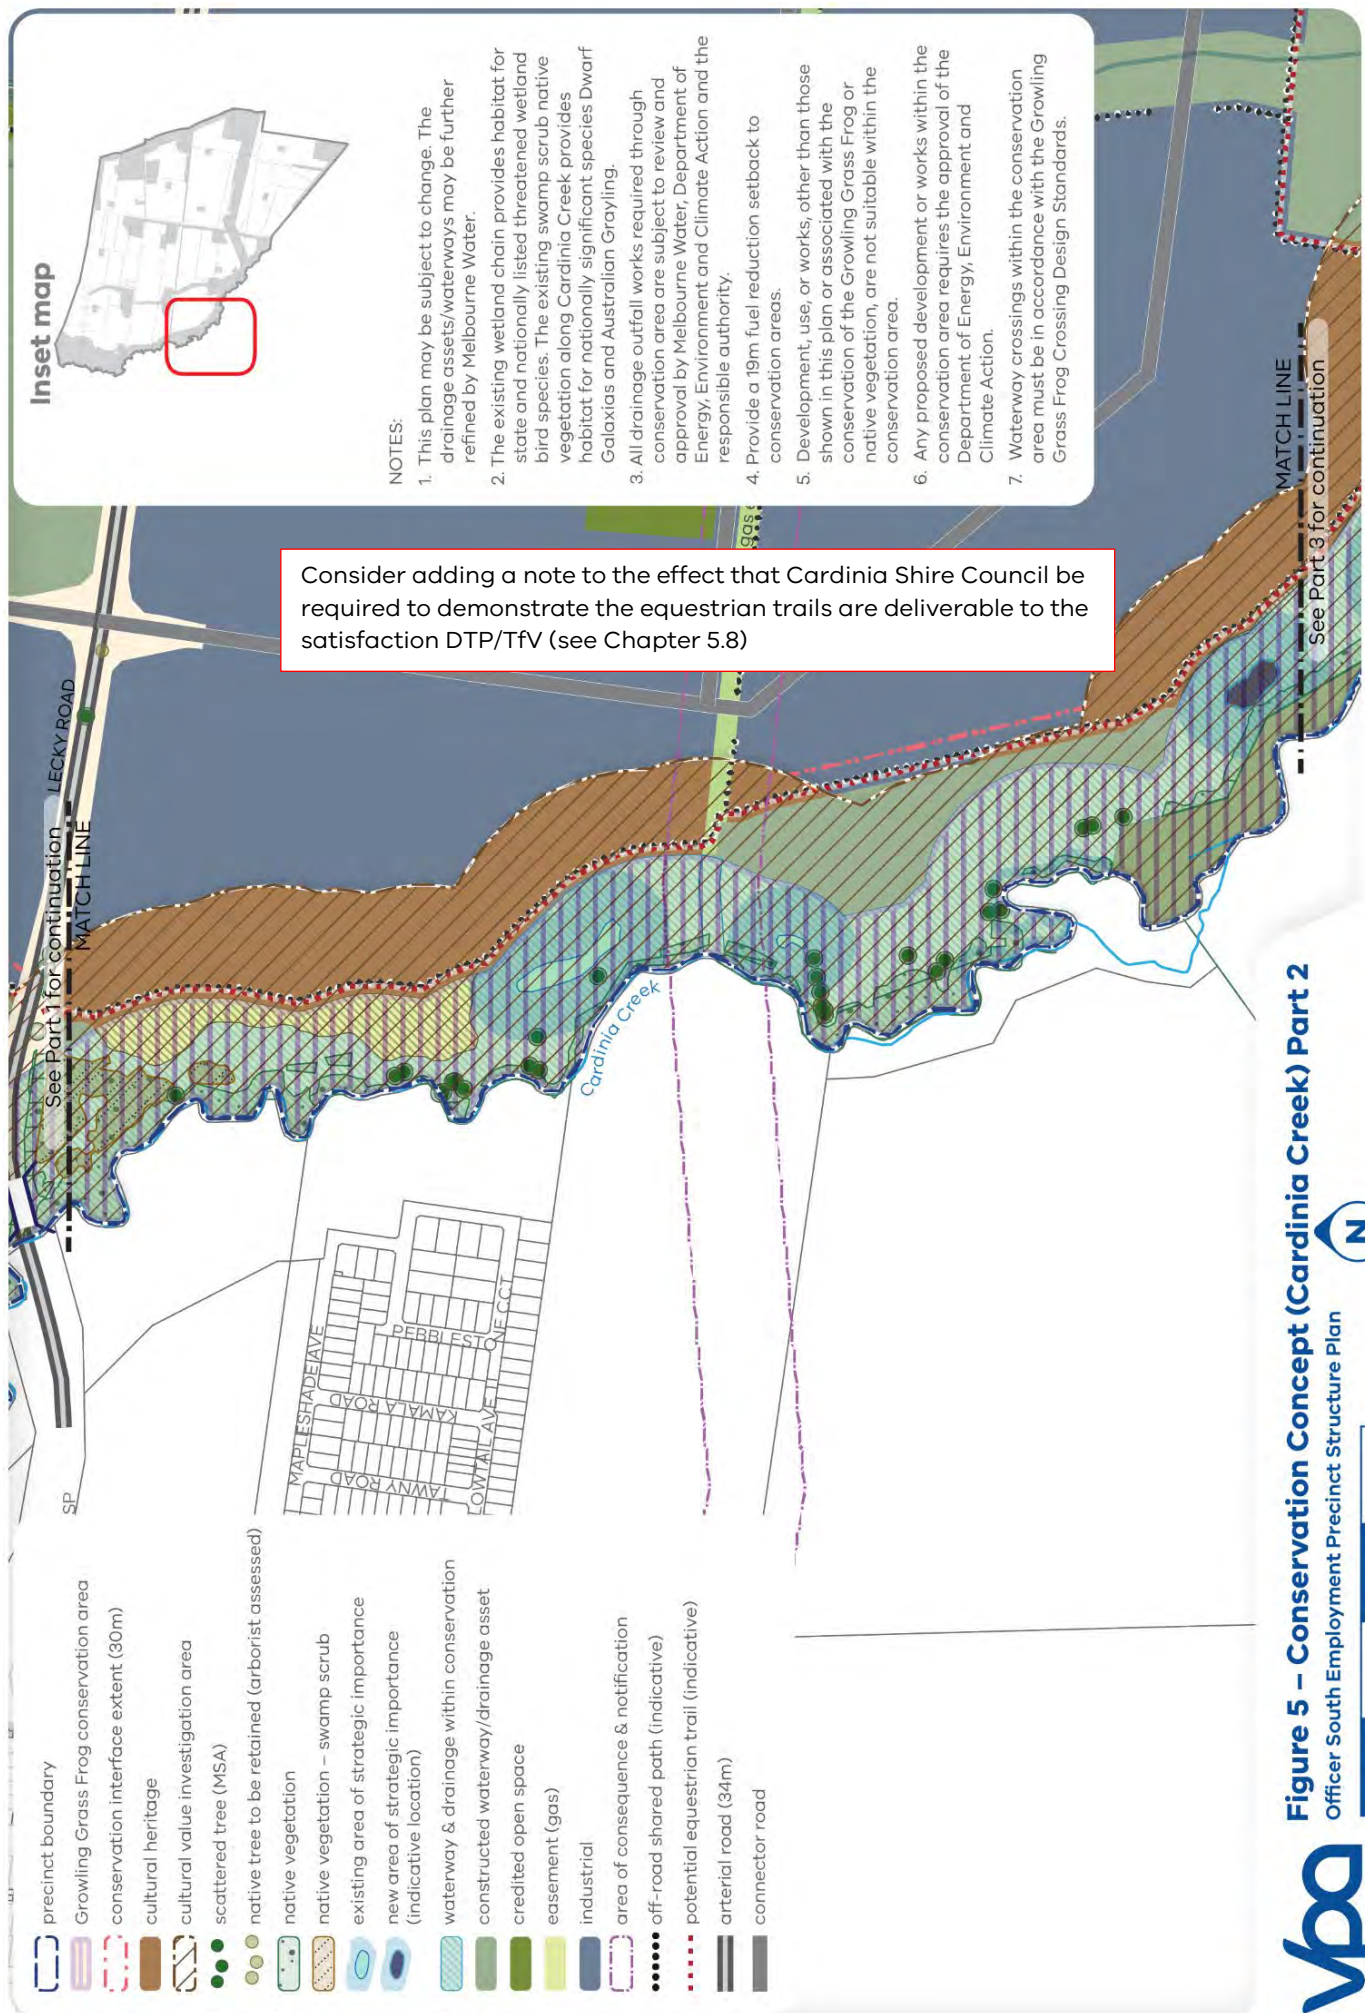 Inset map
NOTES:
1. This plan may be subject to change. The
drainage assets/waterways may be further
refined by Melbourne Water.
2. The existing wetland chain provides habitat for
state and nationally listed threatened wetland
bird species. The existing swamp scrub native
vegetation along Cardinia Creek provides
habitat for nationally significant species Dwarf
Galaxias and Australian Grayling.
3. All drainage outfall works required through
conservation area are subject to review and
approval by Melbourne Water, Department of
Energy, Environment and Climate Action and the
responsible authority.
4. Provide a 19m fuel reduction setback to
conservation areas.
5. Development, use, or works, other than those
shown in this plan or associated with the
conservation of the Growling Grass Frog or
native vegetation, are not suitable within the
conservation area.
6. Any proposed development or works within the
conservation area requires the approval of the
Department of Energy, Environment and
Climate Action.
7. Waterway crossings within the conservation
area must be in accordance with the Growling
Grass Frog Crossing Design Standards.
Consider adding a note to the effect that Cardinia Shire Council be
required to demonstrate the equestrian trails are deliverable to the
satisfaction DTP/TfV (see Chapter 5.8)
gas e
LECKY ROAD
See Part 1 for continuation
MATCH LINE
MATCH LINE
See Part 3 for continuation
Cardinia Creek
MAPLESHADE AVE
PEBBLESTONE CCT
KAMALA ROAD
TAWNY ROAD
LOWTAIL AVE
SP
precinct boundary
Growling Grass Frog conservation area
conservation interface extent (30m)
cultural heritage
cultural value investigation area
scattered tree (MSA)
native tree to be retained (arborist assessed)
native vegetation
native vegetation – swamp scrub
existing area of strategic importance
new area of strategic importance
(indicative location)
waterway & drainage within conservation
constructed waterway/drainage asset
credited open space
easement (gas)
industrial
area of consequence & notification
off-road shared path (indicative)
potential equestrian trail (indicative)
arterial road (34m)
connector road
vpa
Figure 5 – Conservation Concept (Cardinia Creek) Part 2
Officer South Employment Precinct Structure Plan
N